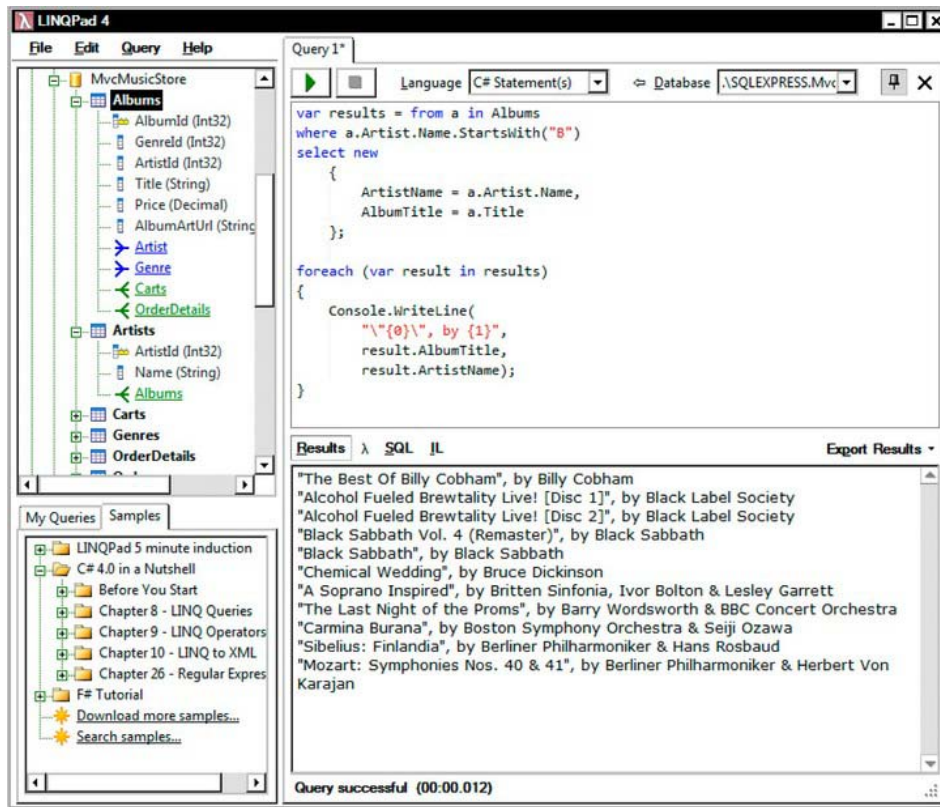 LINQPad 4
File Edit Query Help
MvcMusicStore
Albums
AlbumId (Int32)
GenreId (Int32)
ArtistId (Int32)
Title (String)
Price (Decimal)
AlbumArtUrl (String
Artist
Genre
Carts
OrderDetails
Artists
ArtistId (Int32)
Name (String)
Albums
Carts
Genres
OrderDetails
My Queries Samples
LINQPad 5 minute induction
C# 4.0 in a Nutshell
Before You Start
Chapter 8 - LINQ Queries
Chapter 9 - LINQ Operators
Chapter 10 - LINQ to XML
Chapter 26 - Regular Expres
F# Tutorial
Download more samples...
Search samples...
Query 1*
Language C# Statement(s) Database .\SQLEXPRESS.Mvc
var results = from a in Albums
where a.Artist.Name.StartsWith("B")
select new
{
ArtistName = a.Artist.Name,
AlbumTitle = a.Title
};
foreach (var result in results)
{
Console.WriteLine(
"\"{0}\", by {1}",
result.AlbumTitle,
result.ArtistName);
}
Results λ SQL IL Export Results
"The Best Of Billy Cobham", by Billy Cobham
"Alcohol Fueled Brewtality Live! [Disc 1]", by Black Label Society
"Alcohol Fueled Brewtality Live! [Disc 2]", by Black Label Society
"Black Sabbath Vol. 4 (Remaster)", by Black Sabbath
"Black Sabbath", by Black Sabbath
"Chemical Wedding", by Bruce Dickinson
"A Soprano Inspired", by Britten Sinfonia, Ivor Bolton & Lesley Garrett
"The Last Night of the Proms", by Barry Wordsworth & BBC Concert Orchestra
"Carmina Burana", by Boston Symphony Orchestra & Seiji Ozawa
"Sibelius: Finlandia", by Berliner Philharmoniker & Hans Rosbaud
"Mozart: Symphonies Nos. 40 & 41", by Berliner Philharmoniker & Herbert Von
Karajan
Query successful (00:00.012)